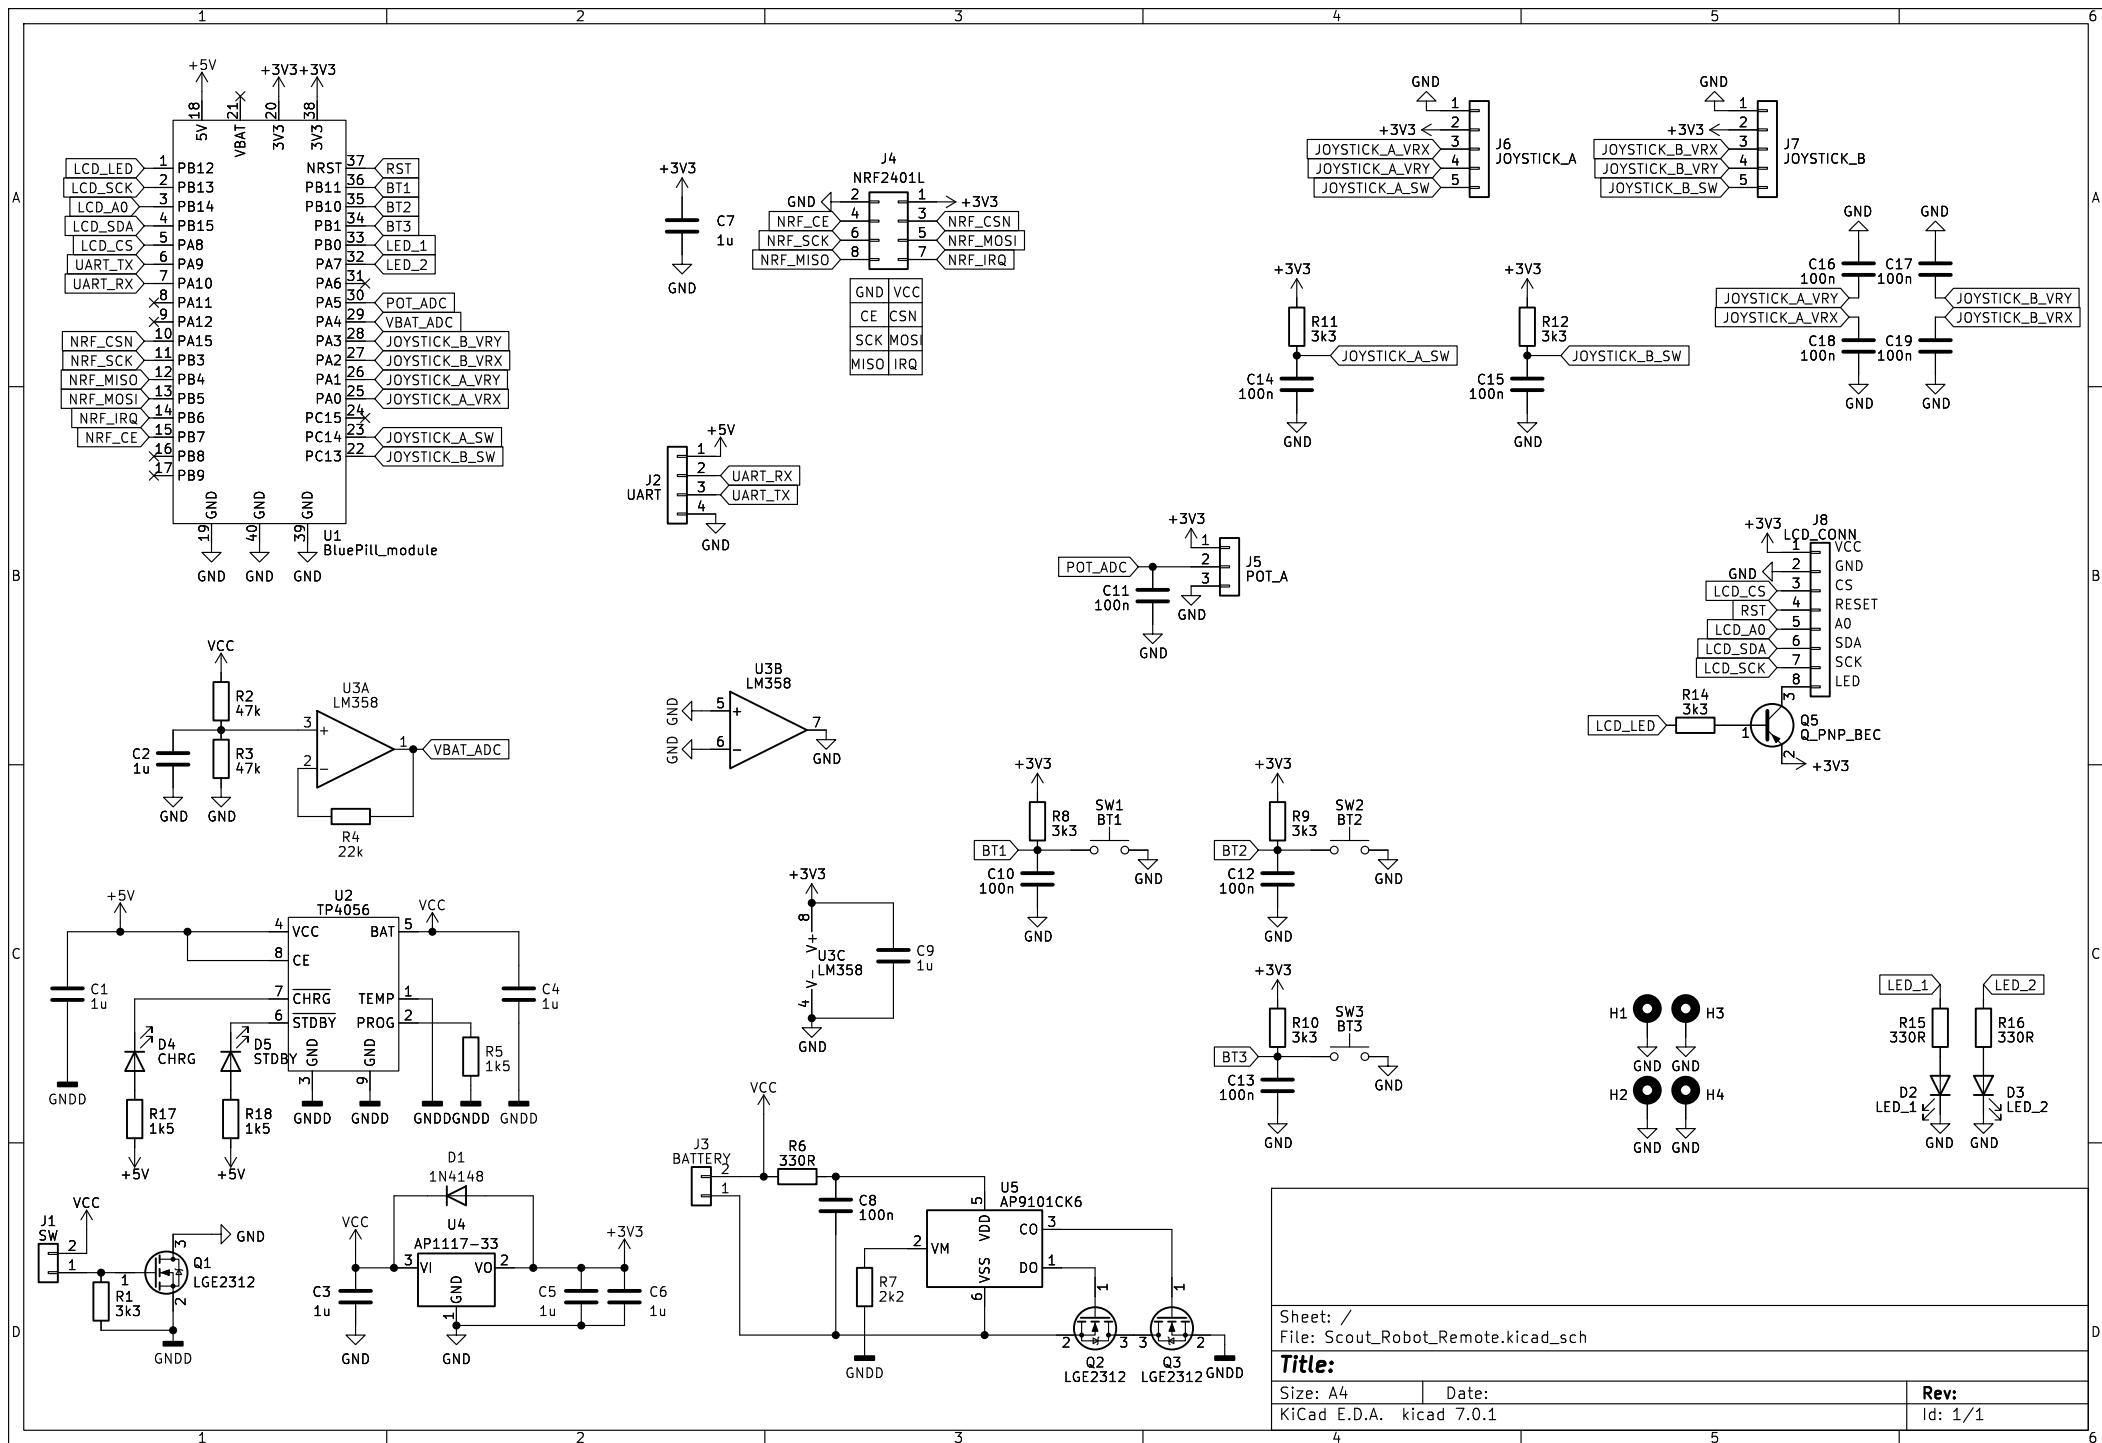 1 2 3 4 5 6
A
B
C
D
+5V
+3V3 +3V3
18 21 20 38
5V VBAT 3V3 3V3
LCD_LED 1 PB12 NRST 37 RST
LCD_SCK 2 PB13 PB11 36 BT1
LCD_A0 3 PB14 PB10 35 BT2
LCD_SDA 4 PB15 PB1 34 BT3
LCD_CS 5 PA8 PB0 33 LED_1
UART_TX 6 PA9 PA7 32 LED_2
UART_RX 7 PA10 PA6 31
8 PA11 PA5 30 POT_ADC
9 PA12 PA4 29 VBAT_ADC
NRF_CSN 10 PA15 PA3 28 JOYSTICK_B_VRY
NRF_SCK 11 PB3 PA2 27 JOYSTICK_B_VRX
NRF_MISO 12 PB4 PA1 26 JOYSTICK_A_VRY
NRF_MOSI 13 PB5 PA0 25 JOYSTICK_A_VRX
NRF_IRQ 14 PB6 PC15 24
NRF_CE 15 PB7 PC14 23 JOYSTICK_A_SW
16 PB8 PC13 22 JOYSTICK_B_SW
17 PB9
GND GND GND
19 40 39
U1
BluePill_module
GND GND GND
+3V3
C7
1u
GND
J4
NRF2401L
GND 2 1 +3V3
NRF_CE 4 3 NRF_CSN
NRF_SCK 6 5 NRF_MOSI
NRF_MISO 8 7 NRF_IRQ
GND VCC
CE CSN
SCK MOSI
MISO IRQ
GND
1
+3V3 2
JOYSTICK_A_VRX 3
JOYSTICK_A_VRY 4
JOYSTICK_A_SW 5
J6
JOYSTICK_A
GND
1
+3V3 2
JOYSTICK_B_VRX 3
JOYSTICK_B_VRY 4
JOYSTICK_B_SW 5
J7
JOYSTICK_B
+3V3
R11
3k3
JOYSTICK_A_SW
C14
100n
GND
+3V3
R12
3k3
JOYSTICK_B_SW
C15
100n
GND
GND GND
C16 C17
100n 100n
JOYSTICK_A_VRY JOYSTICK_B_VRY
JOYSTICK_A_VRX JOYSTICK_B_VRX
C18 C19
100n 100n
GND GND
+5V
1
2 UART_RX
3 UART_TX
4
J2
UART
GND
+3V3
1
POT_ADC 2
3
J5
POT_A
C11
100n
GND
GND
J8
LCD_CONN
+3V3
1 VCC
GND 2 GND
LCD_CS 3 CS
RST 4 RESET
LCD_A0 5 A0
LCD_SDA 6 SDA
LCD_SCK 7 SCK
8 LED
R14
3k3
LCD_LED
1 3 2
Q5
Q_PNP_BEC
+3V3
VCC
R2
47k
C2
1u
R3
47k
GND GND
U3A
LM358
3 +
2 -
1 VBAT_ADC
R4
22k
U3B
LM358
GND 5 +
GND 6 -
7
GND
+3V3
R8
3k3
SW1
BT1
BT1
C10
100n
GND
GND
+3V3
R9
3k3
SW2
BT2
BT2
C12
100n
GND
GND
+3V3
R10
3k3
SW3
BT3
BT3
C13
100n
GND
GND
+5V
C1
1u
GNDD
U2
TP4056
4 VCC BAT 5
8 CE
7 CHRG TEMP 1
6 STDBY PROG 2
GND GND
3 9
VCC
C4
1u
R5
1k5
D4
CHRG
D5
STDBY
R17
1k5
R18
1k5
+5V +5V
GNDD GNDD GNDD GNDD GNDD
+3V3
8
V+
V-
4
U3C
LM358
C9
1u
GND
H1 H3
GND GND
H2 H4
GND GND
LED_1 LED_2
R15 R16
330R 330R
D2 D3
LED_1 LED_2
GND GND
J1
SW
VCC
2
1
R1
3k3
1 3 2
Q1
LGE2312
GND
GNDD
D1
1N4148
U4
AP1117-33
VCC
3 VI VO 2
GND
1
+3V3
C3
1u
C5
1u
C6
1u
GND GND
VCC
J3
BATTERY
2
1
R6
330R
C8
100n
U5
AP9101CK6
5
VDD
CO 3
2 VM
DO 1
VSS
6
R7
2k2
GNDD
1
2 3
Q2
LGE2312
1
3 2
Q3
LGE2312
GNDD
Sheet: /
File: Scout_Robot_Remote.kicad_sch
Title:
Size: A4 Date: Rev:
KiCad E.D.A. kicad 7.0.1 Id: 1/1
1 2 3 4 5 6
A
B
C
D